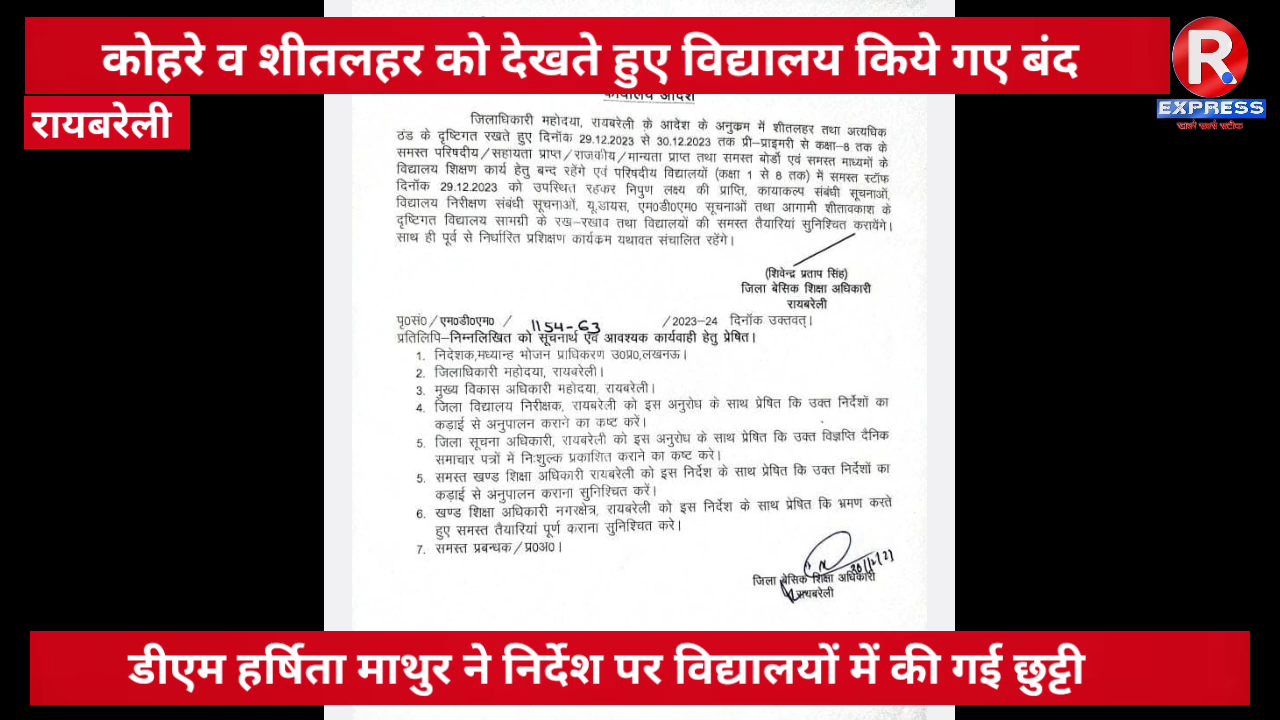 कोहरे व शीतलहर को देखते हुए विद्यालय किये गए बंद
R
EXPRESS
रायबरेली
कार्यालय आदेश
जिलाधिकारी महोदया, रायबरेली के आदेश के अनुक्रम में शीतलहर तथा अत्यधिक
ठंड के दृष्टिगत रखते हुए दिनॉक 29.12.2023 से 30.12.2023 तक प्री–प्राइमरी से कक्षा–8 तक के
समस्त परिषदीय/सहायता प्राप्त/राजकीय/मान्यता प्राप्त तथा समस्त बोर्डो एवं समस्त माध्यमों के
विद्यालय शिक्षण कार्य हेतु बन्द रहेंगे एवं परिषदीय विद्यालयों (कक्षा 1 से 8 तक) में समस्त स्टॉफ
दिनॉक 29.12.2023 को उपस्थित रहकर निपुण लक्ष्य की प्राप्ति, कायाकल्प संबंधी सूचनाओं,
विद्यालय निरीक्षण संबंधी सूचनाओं, यू.डायस, एम0डी0एम0 सूचनाओं तथा आगामी शीतावकाश के
दृष्टिगत विद्यालय सामग्री के रख–रखाव तथा विद्यालयों की समस्त तैयारियां सुनिश्चित करायेंगे।
साथ ही पूर्व से निर्धारित प्रशिक्षण कार्यक्रम यथावत संचालित रहेंगे।
(शिवेन्द्र प्रताप सिंह)
जिला बेसिक शिक्षा अधिकारी
रायबरेली
पृ0सं0/एम0डी0एम0 / 1154-63 /2023–24 दिनॉक उक्तवत्।
प्रतिलिपि–निम्नलिखित को सूचनार्थ एवं आवश्यक कार्यवाही हेतु प्रेषित।
1. निदेशक,मध्यान्ह भोजन प्राधिकरण उ0प्र0,लखनऊ।
2. जिलाधिकारी महोदया, रायबरेली।
3. मुख्य विकास अधिकारी महोदया, रायबरेली।
4. जिला विद्यालय निरीक्षक, रायबरेली को इस अनुरोध के साथ प्रेषित कि उक्त निर्देशों का
कड़ाई से अनुपालन कराने का कष्ट करें।
5. जिला सूचना अधिकारी, रायबरेली को इस अनुरोध के साथ प्रेषित कि उक्त विज्ञप्ति दैनिक
समाचार पत्रों में निःशुल्क प्रकाशित कराने का कष्ट करे।
5. समस्त खण्ड शिक्षा अधिकारी रायबरेली को इस निर्देश के साथ प्रेषित कि उक्त निर्देशों का
कड़ाई से अनुपालन कराना सुनिश्चित करें।
6. खण्ड शिक्षा अधिकारी नगरक्षेत्र, रायबरेली को इस निर्देश के साथ प्रेषित कि भ्रमण करते
हुए समस्त तैयारियां पूर्ण कराना सुनिश्चित करे।
7. समस्त प्रबन्धक/प्र0अ0।
जिला बेसिक शिक्षा अधिकारी
रायबरेली
डीएम हर्षिता माथुर ने निर्देश पर विद्यालयों में की गई छुट्टी